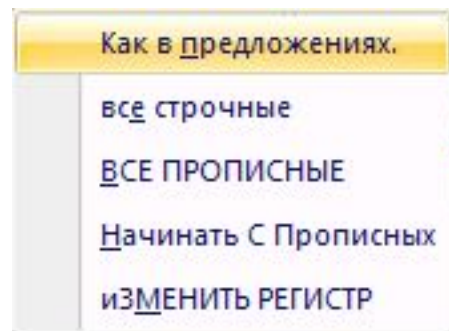 Как в предложениях.
все строчные
ВСЕ ПРОПИСНЫЕ
Начинать С Прописных
иЗМЕНИТЬ РЕГИСТР